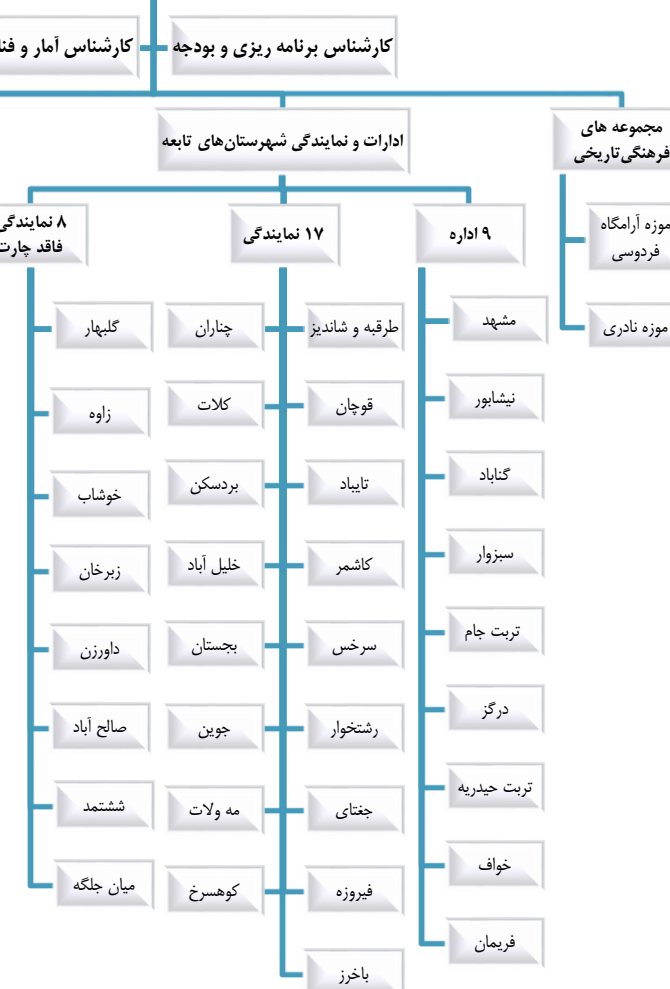 کارشناس برنامه ریزی و بودجه
کارشناس آمار و
مجموعه های
فرهنگی‌تاریخی
موزه آرامگاه
فردوسی
موزه نادری
ادارات و نمایندگی شهرستان‌های تابعه
۹ اداره
مشهد
نیشابور
گناباد
سبزوار
تربت جام
درگز
تربت حیدریه
خواف
فریمان
۱۷ نمایندگی
طرقبه و شاندیز
چناران
قوچان
کلات
تایباد
بردسکن
کاشمر
خلیل آباد
سرخس
بجستان
رشتخوار
جوین
جغتای
مه ولات
فیروزه
کوهسرخ
باخرز
۸ نمایندگی
فاقد چارت
گلبهار
زاوه
خوشاب
زبرخان
داورزن
صالح آباد
ششتمد
میان جلگه